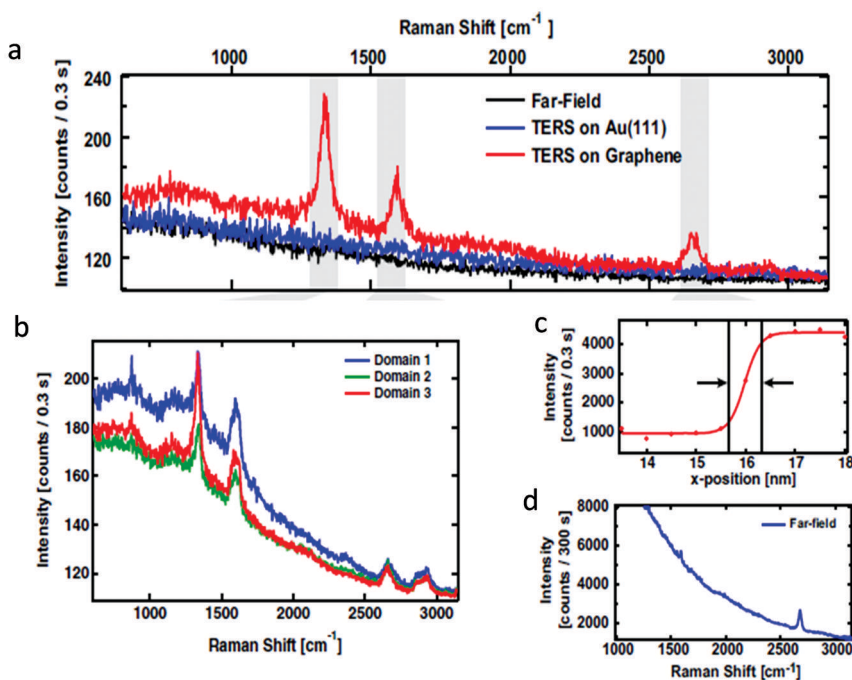 Raman Shift [cm⁻¹]
a
1000 1500 2000 2500 3000
240
200
160
120
Intensity [counts / 0.3 s]
Far-Field
TERS on Au(111)
TERS on Graphene
b
200
180
160
140
120
Intensity [counts / 0.3 s]
Domain 1
Domain 2
Domain 3
1000 1500 2000 2500 3000
Raman Shift [cm⁻¹]
c
Intensity
[counts / 0.3 s]
4000
3000
2000
1000
14 15 16 17 18
x-position [nm]
d
Intensity
[counts / 300 s]
8000
6000
4000
2000
Far-field
1000 1500 2000 2500 3000
Raman Shift [cm⁻¹]